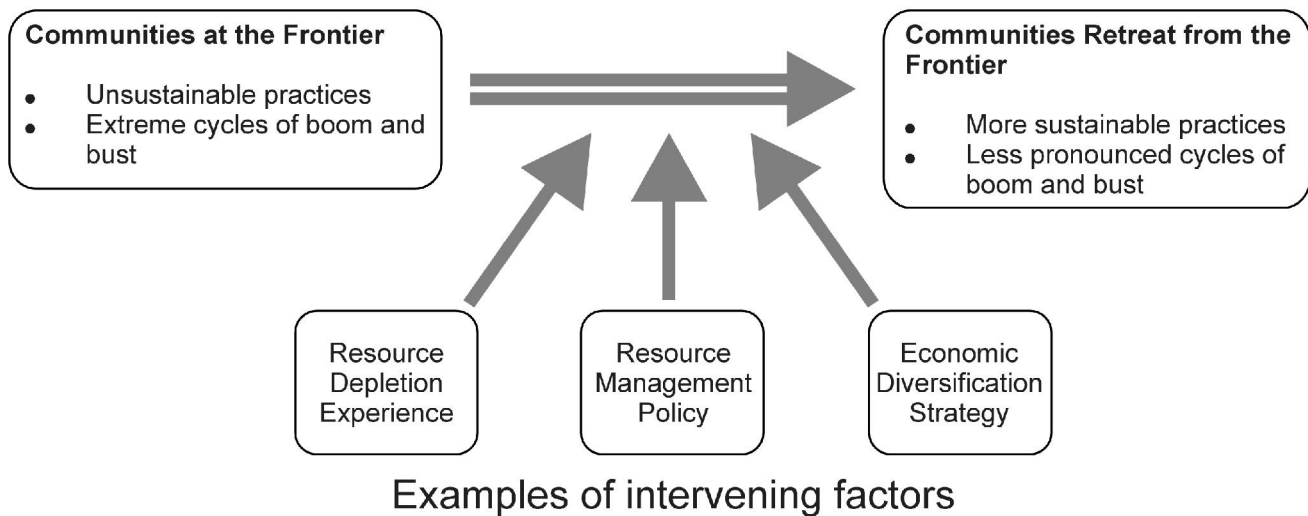 Communities at the Frontier
● Unsustainable practices
● Extreme cycles of boom and
bust
Communities Retreat from the
Frontier
● More sustainable practices
● Less pronounced cycles of
boom and bust
Resource
Depletion
Experience
Resource
Management
Policy
Economic
Diversification
Strategy
Examples of intervening factors